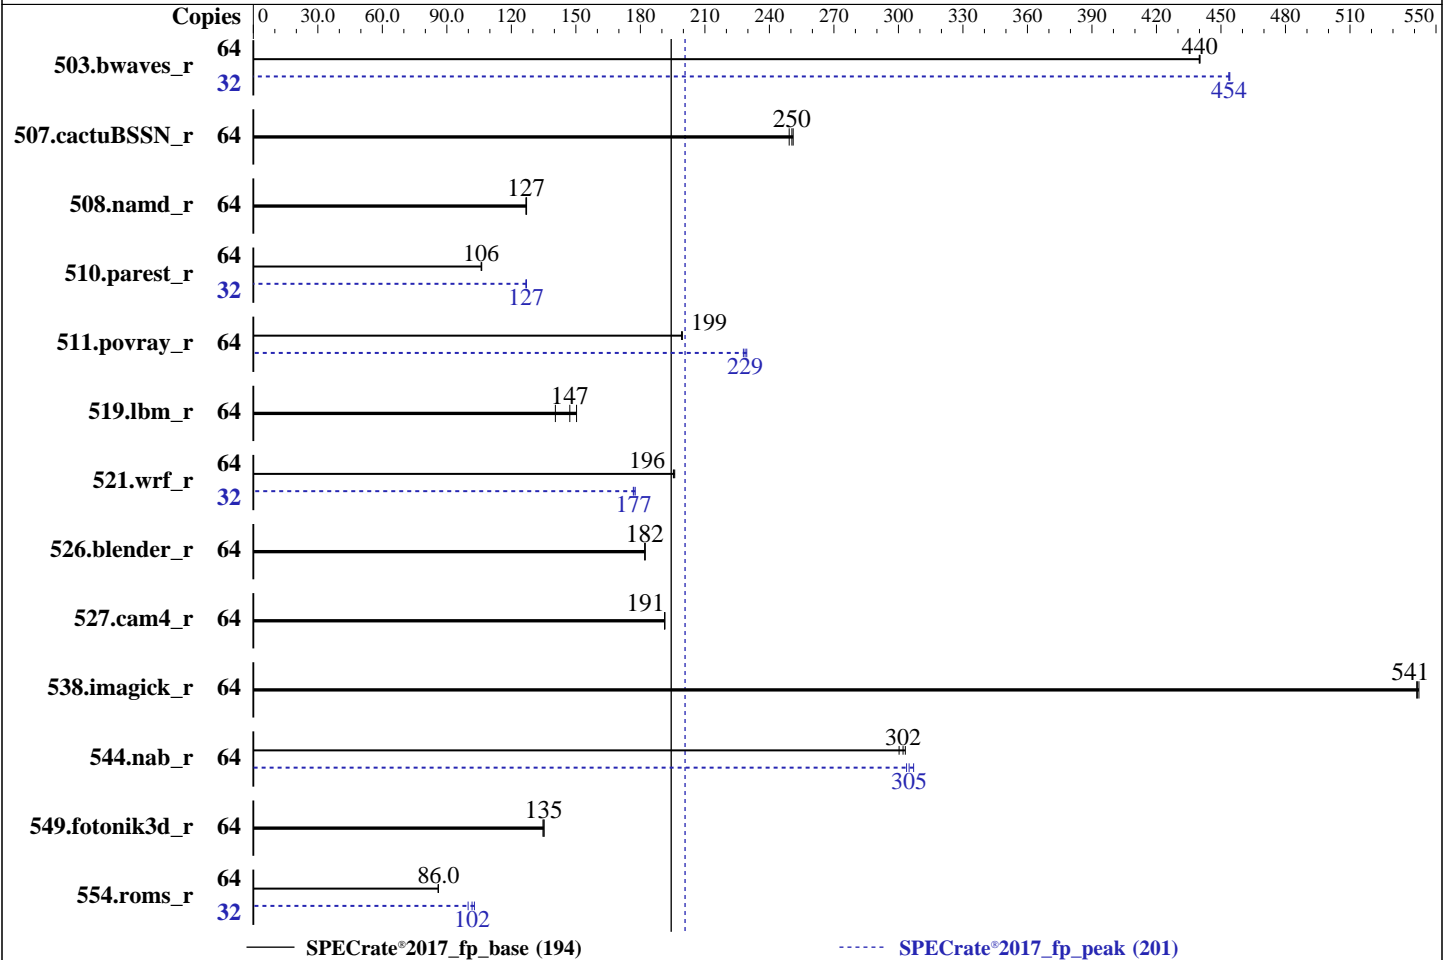 Copies 0 30.0 60.0 90.0 120 150 180 210 240 270 300 330 360 390 420 450 480 510 550
503.bwaves_r 64 440
32 454
507.cactuBSSN_r 64 250
508.namd_r 64 127
510.parest_r 64 106
32 127
511.povray_r 64 199
229
519.lbm_r 64 147
521.wrf_r 64 196
32 177
526.blender_r 64 182
527.cam4_r 64 191
538.imagick_r 64 541
544.nab_r 64 302
305
549.fotonik3d_r 64 135
554.roms_r 64 86.0
32 102
SPECrate®2017_fp_base (194) SPECrate®2017_fp_peak (201)